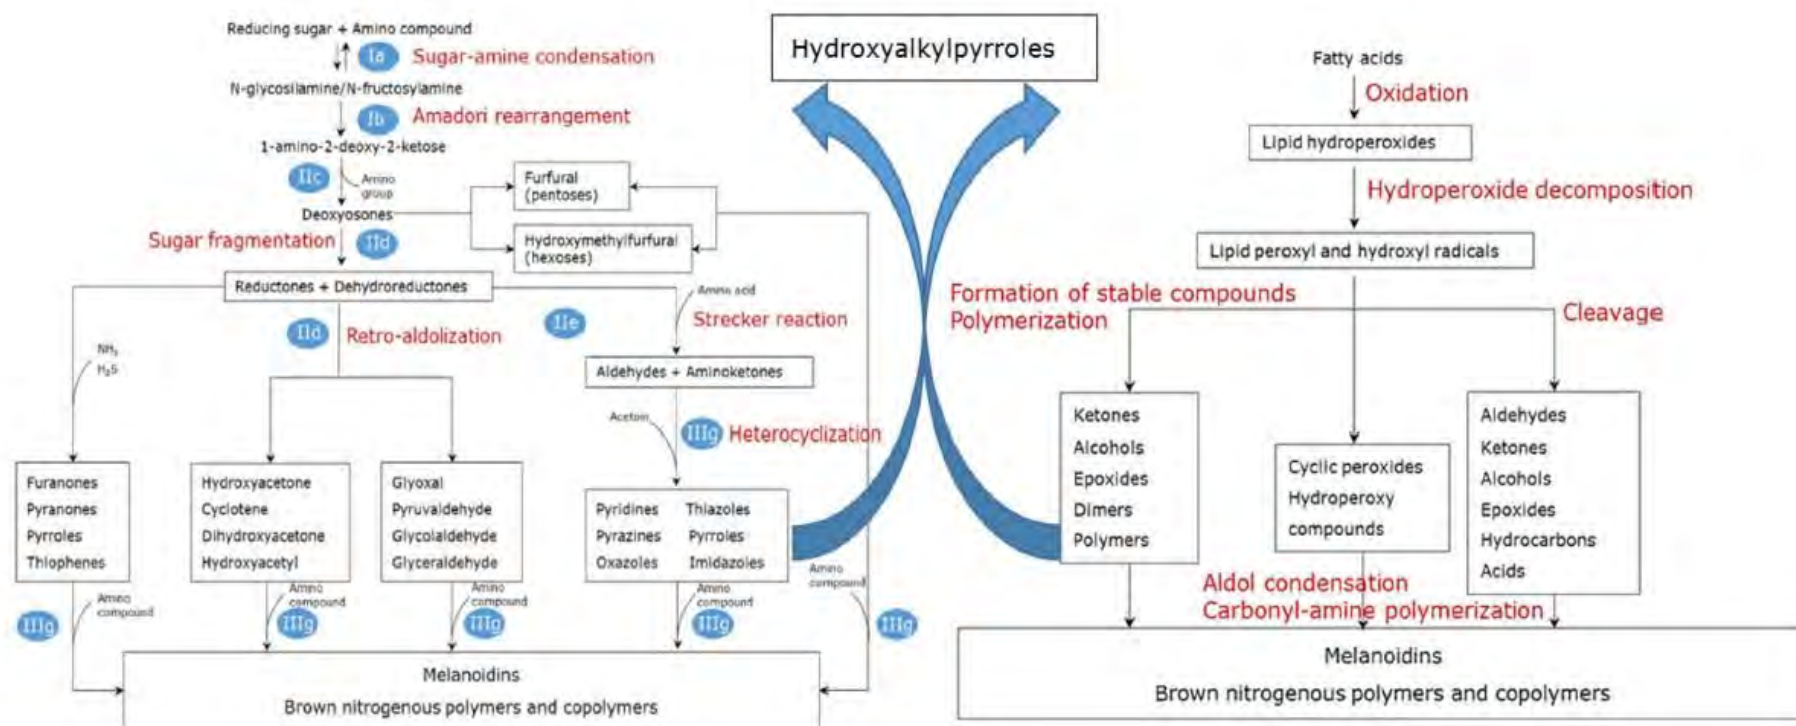 Reducing sugar + Amino compound
Ia
Sugar-amine condensation
N-glycosilamine/N-fructosylamine
Ib
Amadori rearrangement
1-amino-2-deoxy-2-ketose
IIc
Amino
group
Deoxyosones
Furfural
(pentoses)
Hydroxymethylfurfural
(hexoses)
Sugar fragmentation
IId
Reductones + Dehydroreductones
IId
Retro-aldolization
IIe
Amino acid
Strecker reaction
NH₃
H₂S
Aldehydes + Aminoketones
Acetoin
IIIg
Heterocyclization
Furanones
Pyranones
Pyrroles
Thiophenes
Hydroxyacetone
Cyclotene
Dihydroxyacetone
Hydroxyacetyl
Glyoxal
Pyruvaldehyde
Glycolaldehyde
Glyceraldehyde
Pyridines Thiazoles
Pyrazines Pyrroles
Oxazoles Imidazoles
Amino
compound
IIIg
Amino
compound
IIIg
Amino
compound
IIIg
Amino
compound
IIIg
Amino
compound
IIIg
Melanoidins
Brown nitrogenous polymers and copolymers
Hydroxyalkylpyrroles
Fatty acids
Oxidation
Lipid hydroperoxides
Hydroperoxide decomposition
Lipid peroxyl and hydroxyl radicals
Formation of stable compounds
Polymerization
Cleavage
Ketones
Alcohols
Epoxides
Dimers
Polymers
Cyclic peroxides
Hydroperoxy
compounds
Aldehydes
Ketones
Alcohols
Epoxides
Hydrocarbons
Acids
Aldol condensation
Carbonyl-amine polymerization
Melanoidins
Brown nitrogenous polymers and copolymers